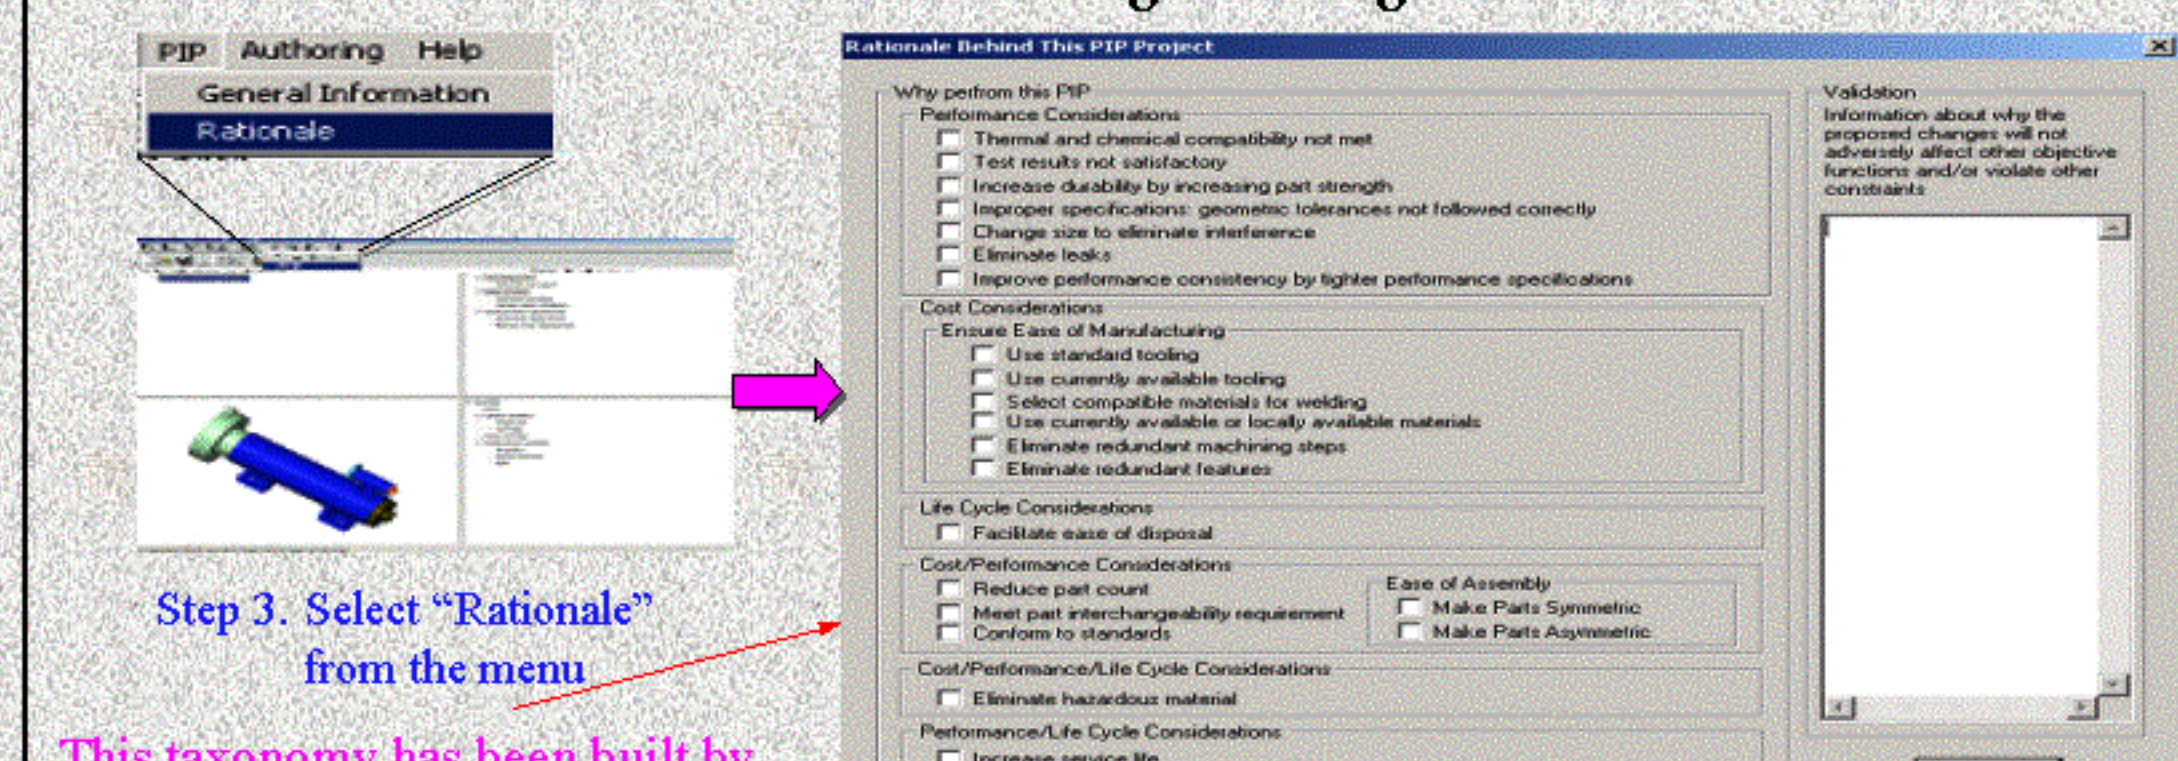 PIP Authoring Help
General Information
Rationale
Step 3. Select “Rationale”
from the menu
This taxonomy has been built by
Rationale Behind This PIP Project
Why perfrom this PIP
Performance Considerations
Thermal and chemical compatibility not met
Test results not satisfactory
Increase durability by increasing part strength
Improper specifications: geometric tolerances not followed correctly
Change size to eliminate interference
Eliminate leaks
Improve performance consistency by tighter performance specifications
Cost Considerations
Ensure Ease of Manufacturing
Use standard tooling
Use currently available tooling
Select compatible materials for welding
Use currently available or locally available materials
Eliminate redundant machining steps
Eliminate redundant features
Life Cycle Considerations
Facilitate ease of disposal
Cost/Performance Considerations
Reduce part count
Meet part interchangeability requirement
Conform to standards
Ease of Assembly
Make Parts Symmetric
Make Parts Asymmetric
Cost/Performance/Life Cycle Considerations
Eliminate hazardous material
Performance/Life Cycle Considerations
Increase service life
Validation
Information about why the
proposed changes will not
adversely affect other objective
functions and/or violate other
constraints